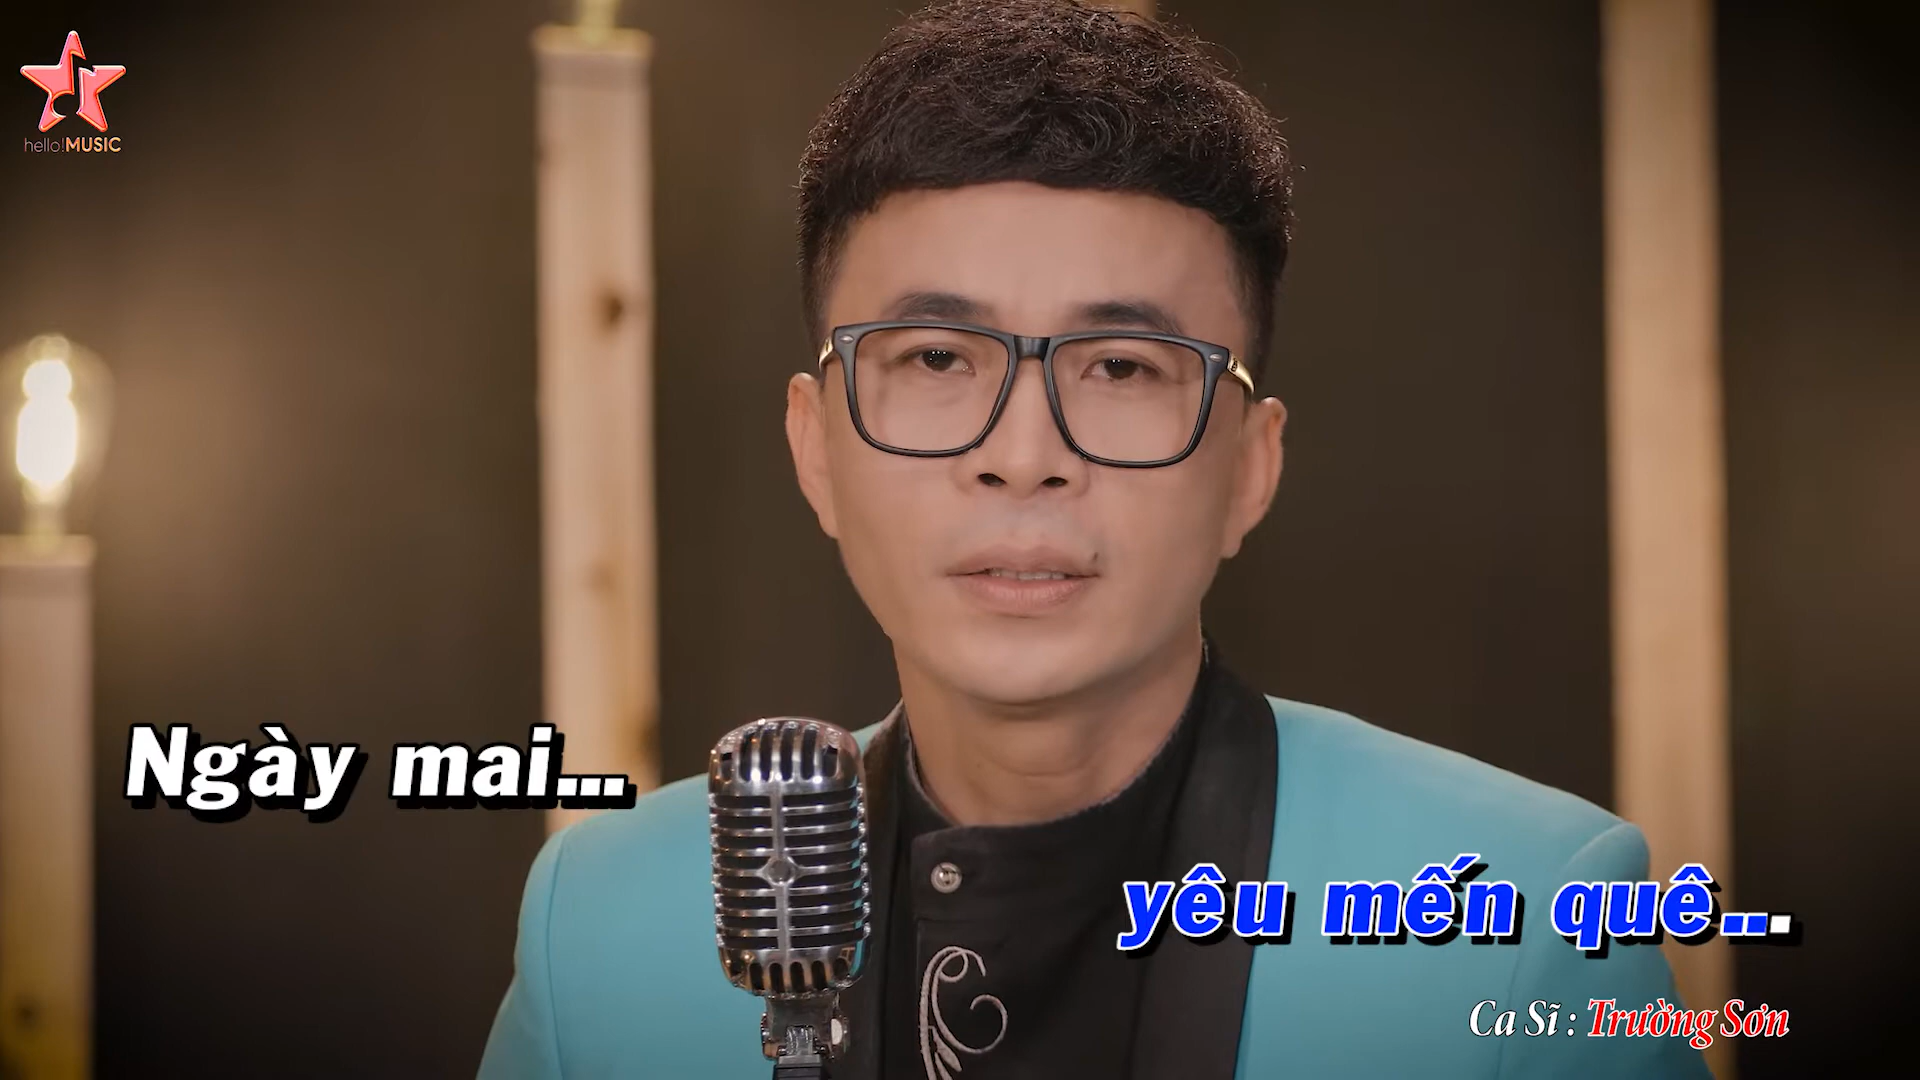 hello!MUSIC
Ngày mai...
yêu mến quê...
Ca Sĩ : Trường Sơn